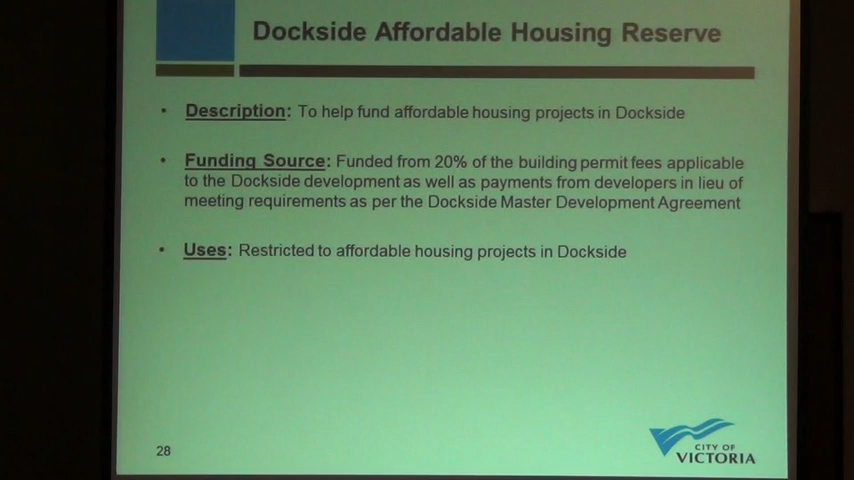 Dockside Affordable Housing Reserve
• Description: To help fund affordable housing projects in Dockside
• Funding Source: Funded from 20% of the building permit fees applicable
to the Dockside development as well as payments from developers in lieu of
meeting requirements as per the Dockside Master Development Agreement
• Uses: Restricted to affordable housing projects in Dockside
28
CITY OF
VICTORIA